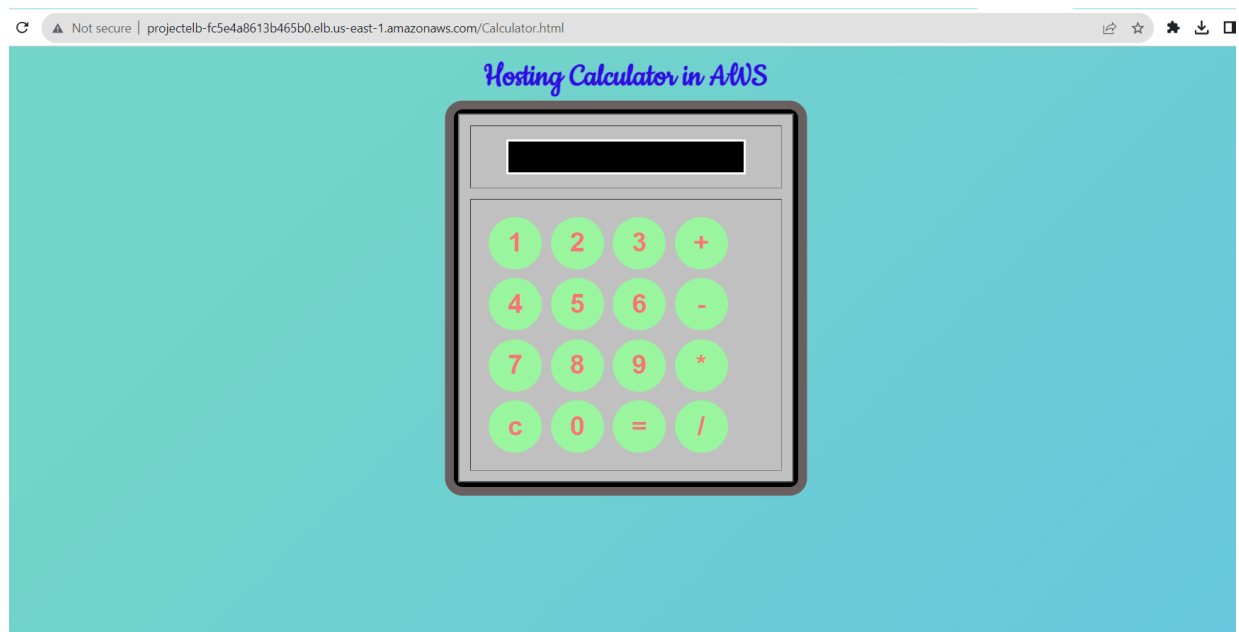 Not secure projectelb-fc5e4a8613b465b0.elb.us-east-1.amazonaws.com/Calculator.html
Hosting Calculator in AWS
1 2 3 +
4 5 6 -
7 8 9 *
c 0 = /